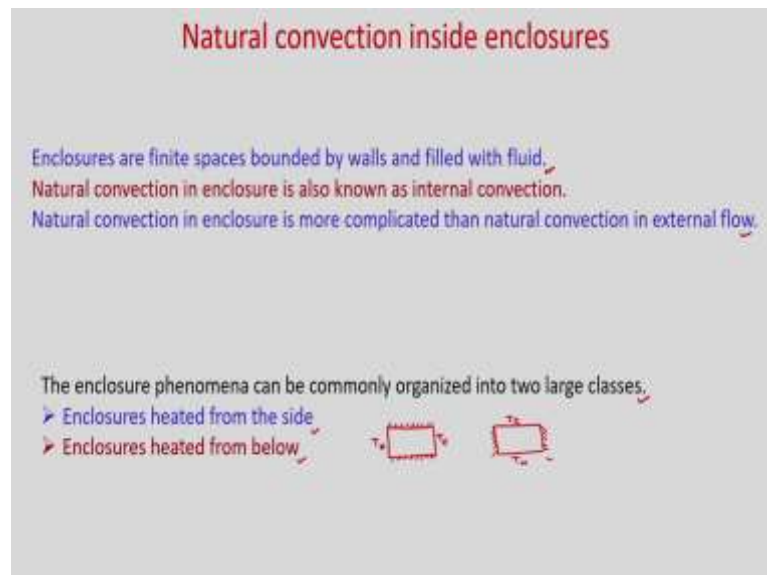 Natural convection inside enclosures
Enclosures are finite spaces bounded by walls and filled with fluid.
Natural convection in enclosure is also known as internal convection.
Natural convection in enclosure is more complicated than natural convection in external flow.
The enclosure phenomena can be commonly organized into two large classes.
➢ Enclosures heated from the side
➢ Enclosures heated from below